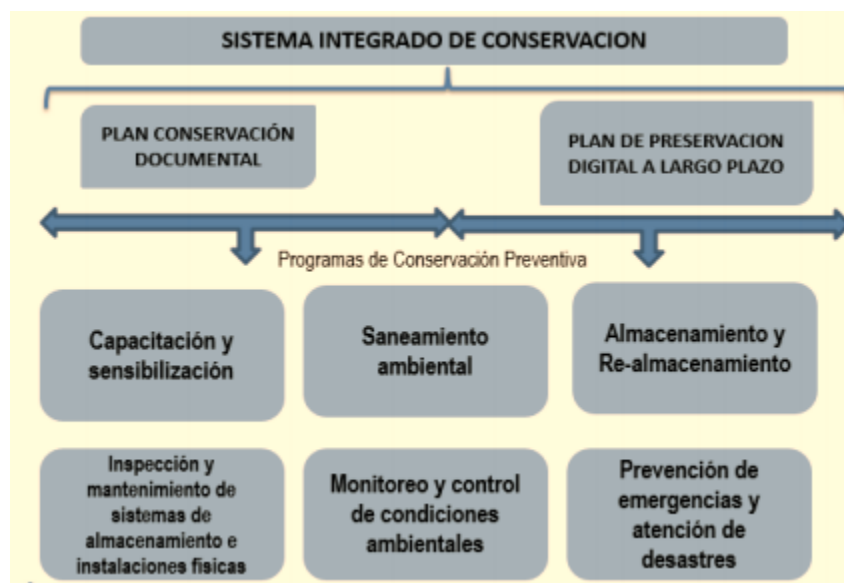 SISTEMA INTEGRADO DE CONSERVACION
PLAN CONSERVACIÓN
DOCUMENTAL
PLAN DE PRESERVACION
DIGITAL A LARGO PLAZO
Programas de Conservación Preventiva
Capacitación y
sensibilización
Saneamiento
ambiental
Almacenamiento y
Re-almacenamiento
Inspección y
mantenimiento de
sistemas de
almacenamiento e
instalaciones físicas
Monitoreo y control
de condiciones
ambientales
Prevención de
emergencias y
atención de
desastres